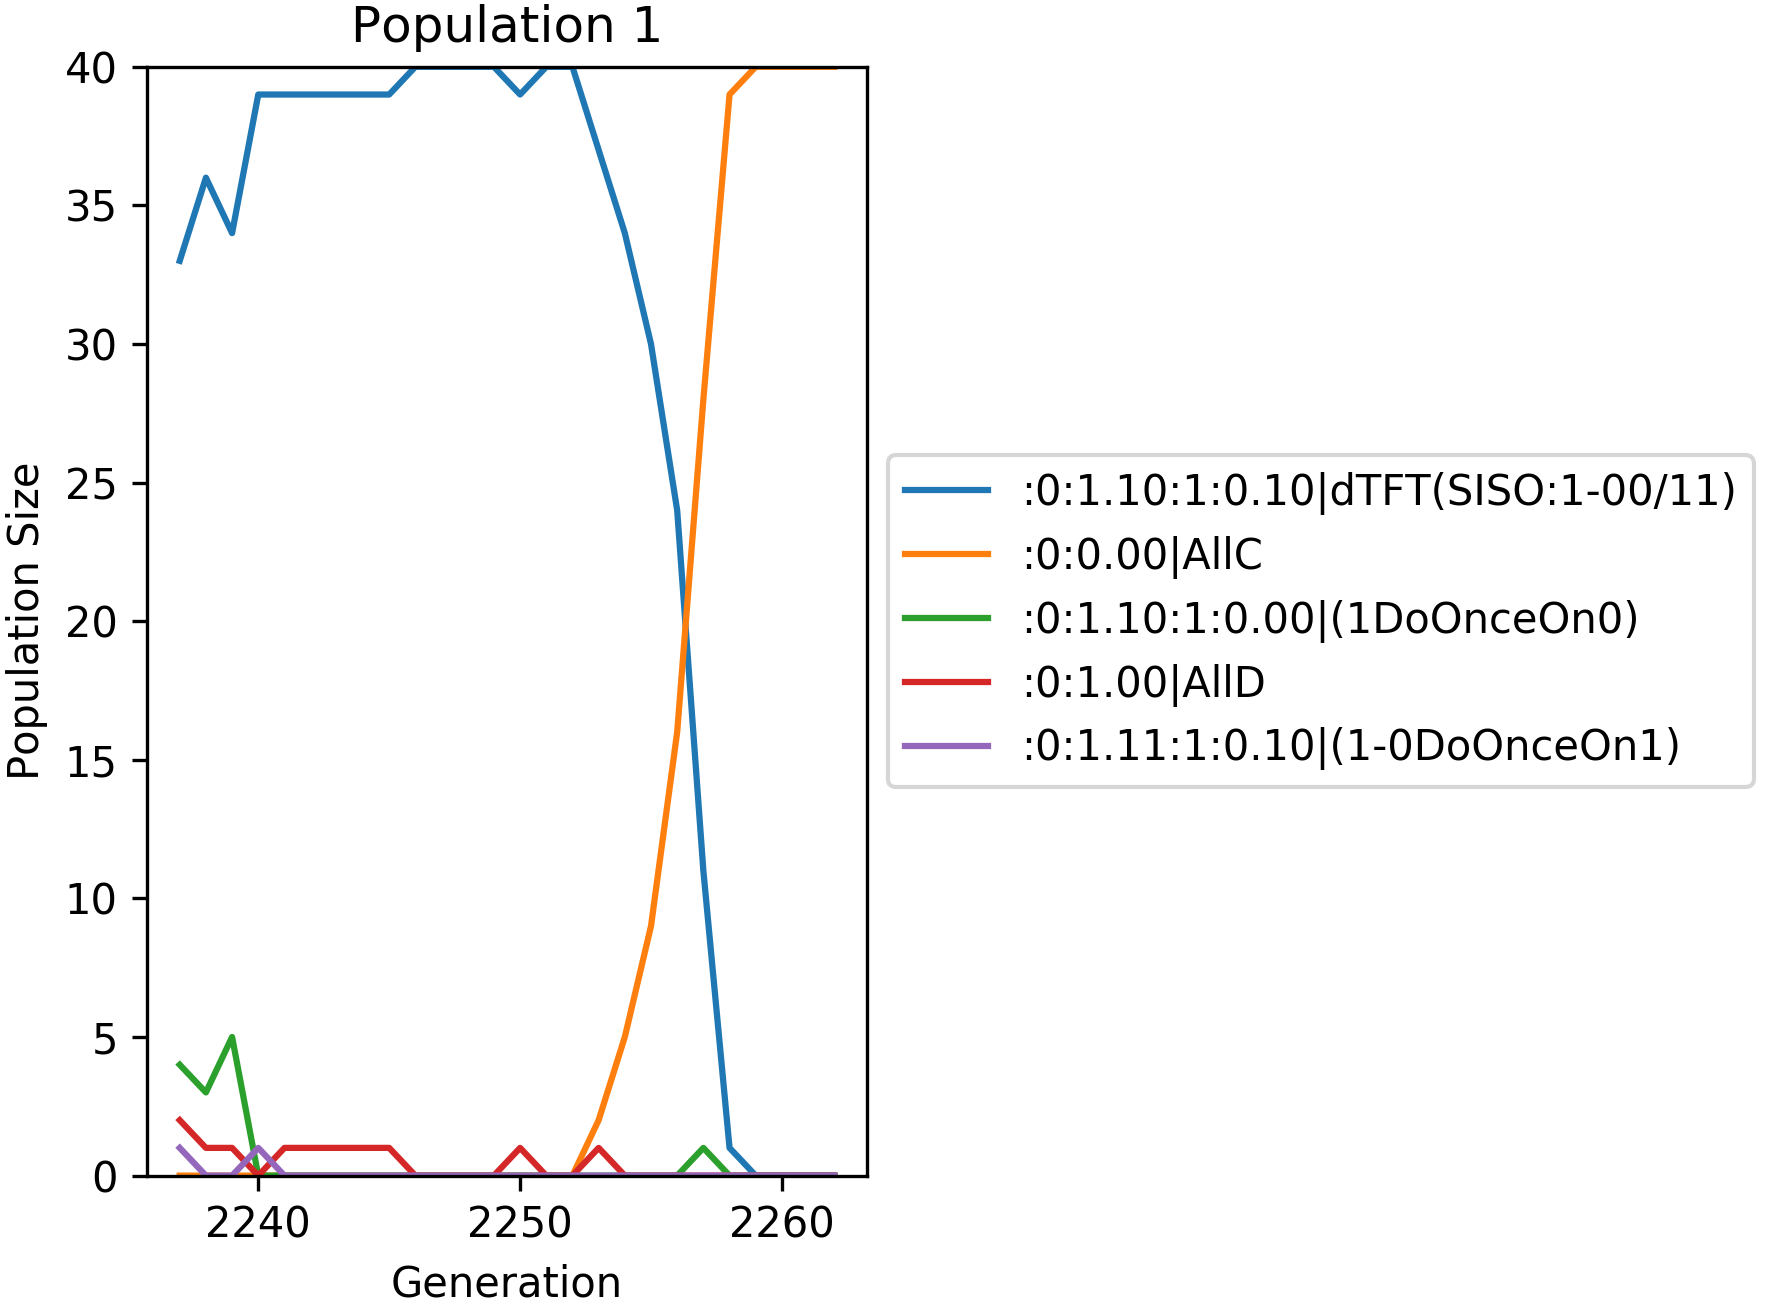 Population 1
40
35
30
25
20
15
10
5
0
Population Size
2240 2250 2260
Generation
:0:1.10:1:0.10|dTFT(SISO:1-00/11)
:0:0.00|AllC
:0:1.10:1:0.00|(1DoOnceOn0)
:0:1.00|AllD
:0:1.11:1:0.10|(1-0DoOnceOn1)